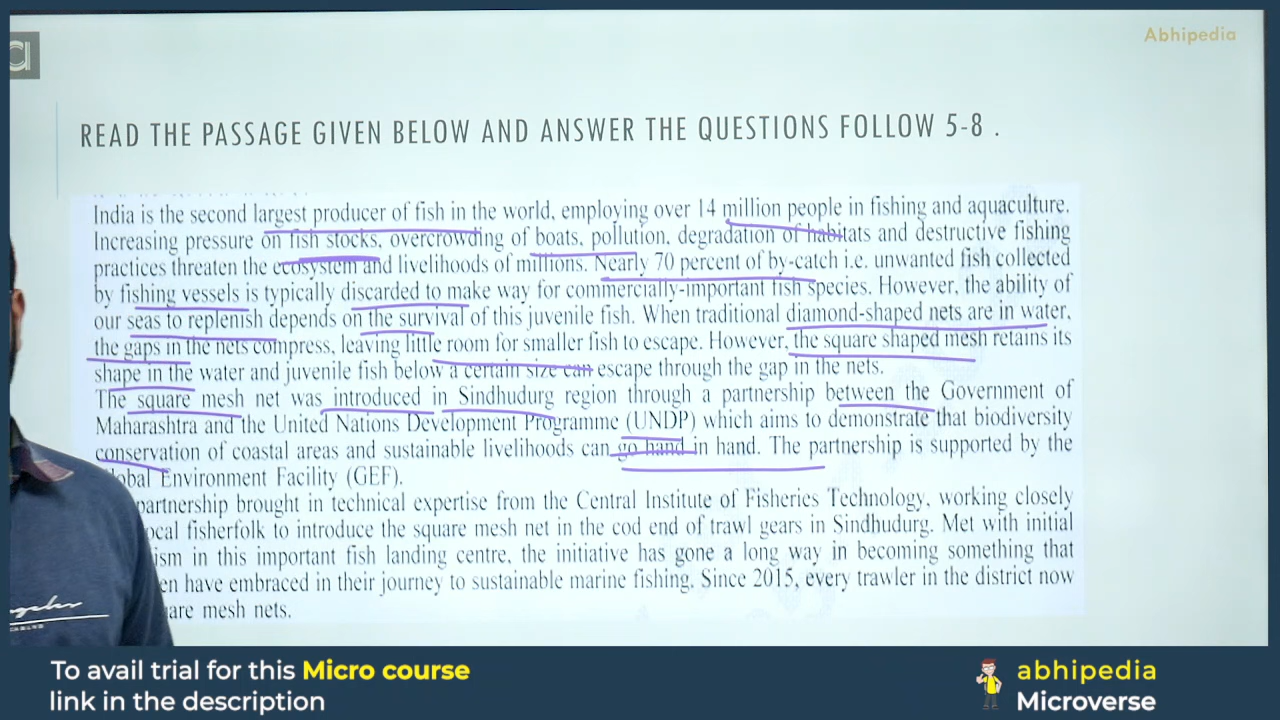 Abhipedia
a
READ THE PASSAGE GIVEN BELOW AND ANSWER THE QUESTIONS FOLLOW 5-8 .
India is the second largest producer of fish in the world, employing over 14 million people in fishing and aquaculture.
Increasing pressure on fish stocks, overcrowding of boats, pollution, degradation of habitats and destructive fishing
practices threaten the ecosystem and livelihoods of millions. Nearly 70 percent of by-catch i.e. unwanted fish collected
by fishing vessels is typically discarded to make way for commercially-important fish species. However, the ability of
our seas to replenish depends on the survival of this juvenile fish. When traditional diamond-shaped nets are in water,
the gaps in the nets compress, leaving little room for smaller fish to escape. However, the square shaped mesh retains its
shape in the water and juvenile fish below a certain size can escape through the gap in the nets.
The square mesh net was introduced in Sindhudurg region through a partnership between the Government of
Maharashtra and the United Nations Development Programme (UNDP) which aims to demonstrate that biodiversity
conservation of coastal areas and sustainable livelihoods can go hand in hand. The partnership is supported by the
lobal Environment Facility (GEF).
partnership brought in technical expertise from the Central Institute of Fisheries Technology, working closely
ocal fisherfolk to introduce the square mesh net in the cod end of trawl gears in Sindhudurg. Met with initial
ism in this important fish landing centre, the initiative has gone a long way in becoming something that
en have embraced in their journey to sustainable marine fishing. Since 2015, every trawler in the district now
are mesh nets.
To avail trial for this Micro course
link in the description
abhipedia
Microverse